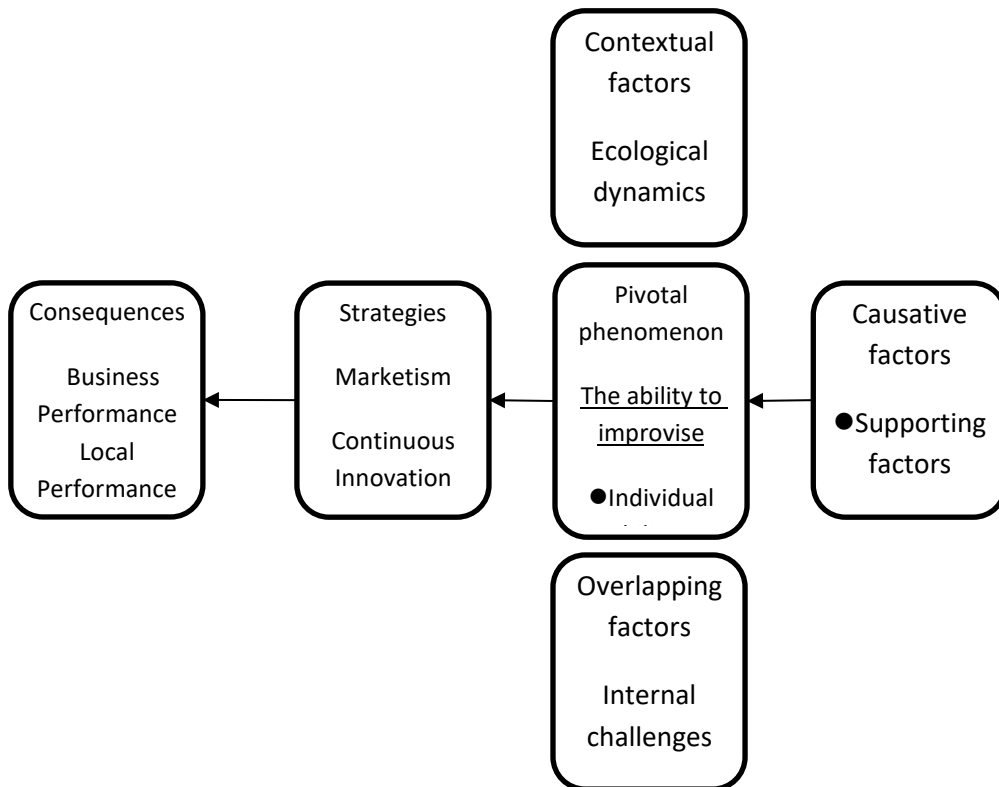 Contextual
factors
Ecological
dynamics
Consequences
Business
Performance
Local
Performance
Strategies
Marketism
Continuous
Innovation
Pivotal
phenomenon
The ability to
improvise
●Individual
Causative
factors
●Supporting
factors
Overlapping
factors
Internal
challenges